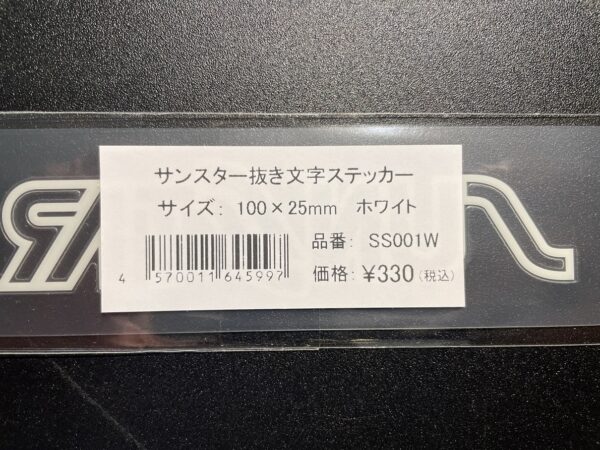 サンスター抜き文字ステッカー
サイズ: 100×25mm ホワイト
品番: SS001W
4 570011 645997
価格: ¥330(税込)